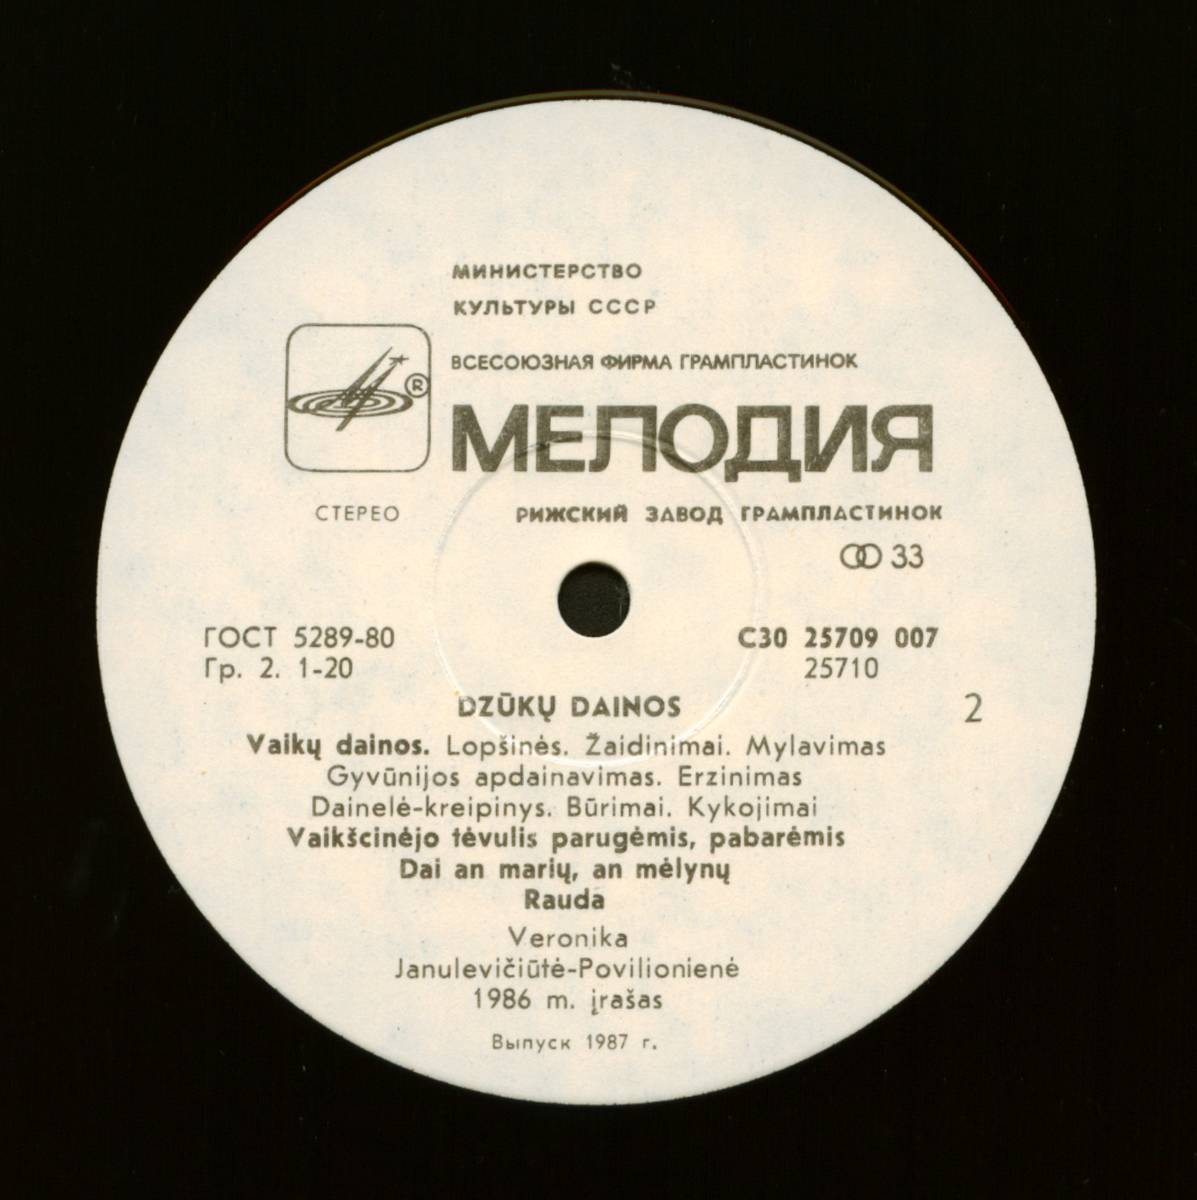 МИНИСТЕРСТВО
КУЛЬТУРЫ СССР
ВСЕСОЮЗНАЯ ФИРМА ГРАМПЛАСТИНОК
®
МЕЛОДИЯ
СТЕРЕО
РИЖСКИЙ ЗАВОД ГРАМПЛАСТИНОК
33
ГОСТ 5289-80
Гр. 2. 1-20
С30 25709 007
25710
DZŪKŲ DAINOS
2
Vaikų dainos. Lopšinės. Žaidinimai. Mylavimas
Gyvūnijos apdainavimas. Erzinimas
Dainelė-kreipinys. Būrimai. Kykojimai
Vaikšcinėjo tėvulis parugėmis, pabarėmis
Dai an marių, an mėlynų
Rauda
Veronika
Janulevičiūtė-Povilionienė
1986 m. įrašas
Выпуск 1987 г.